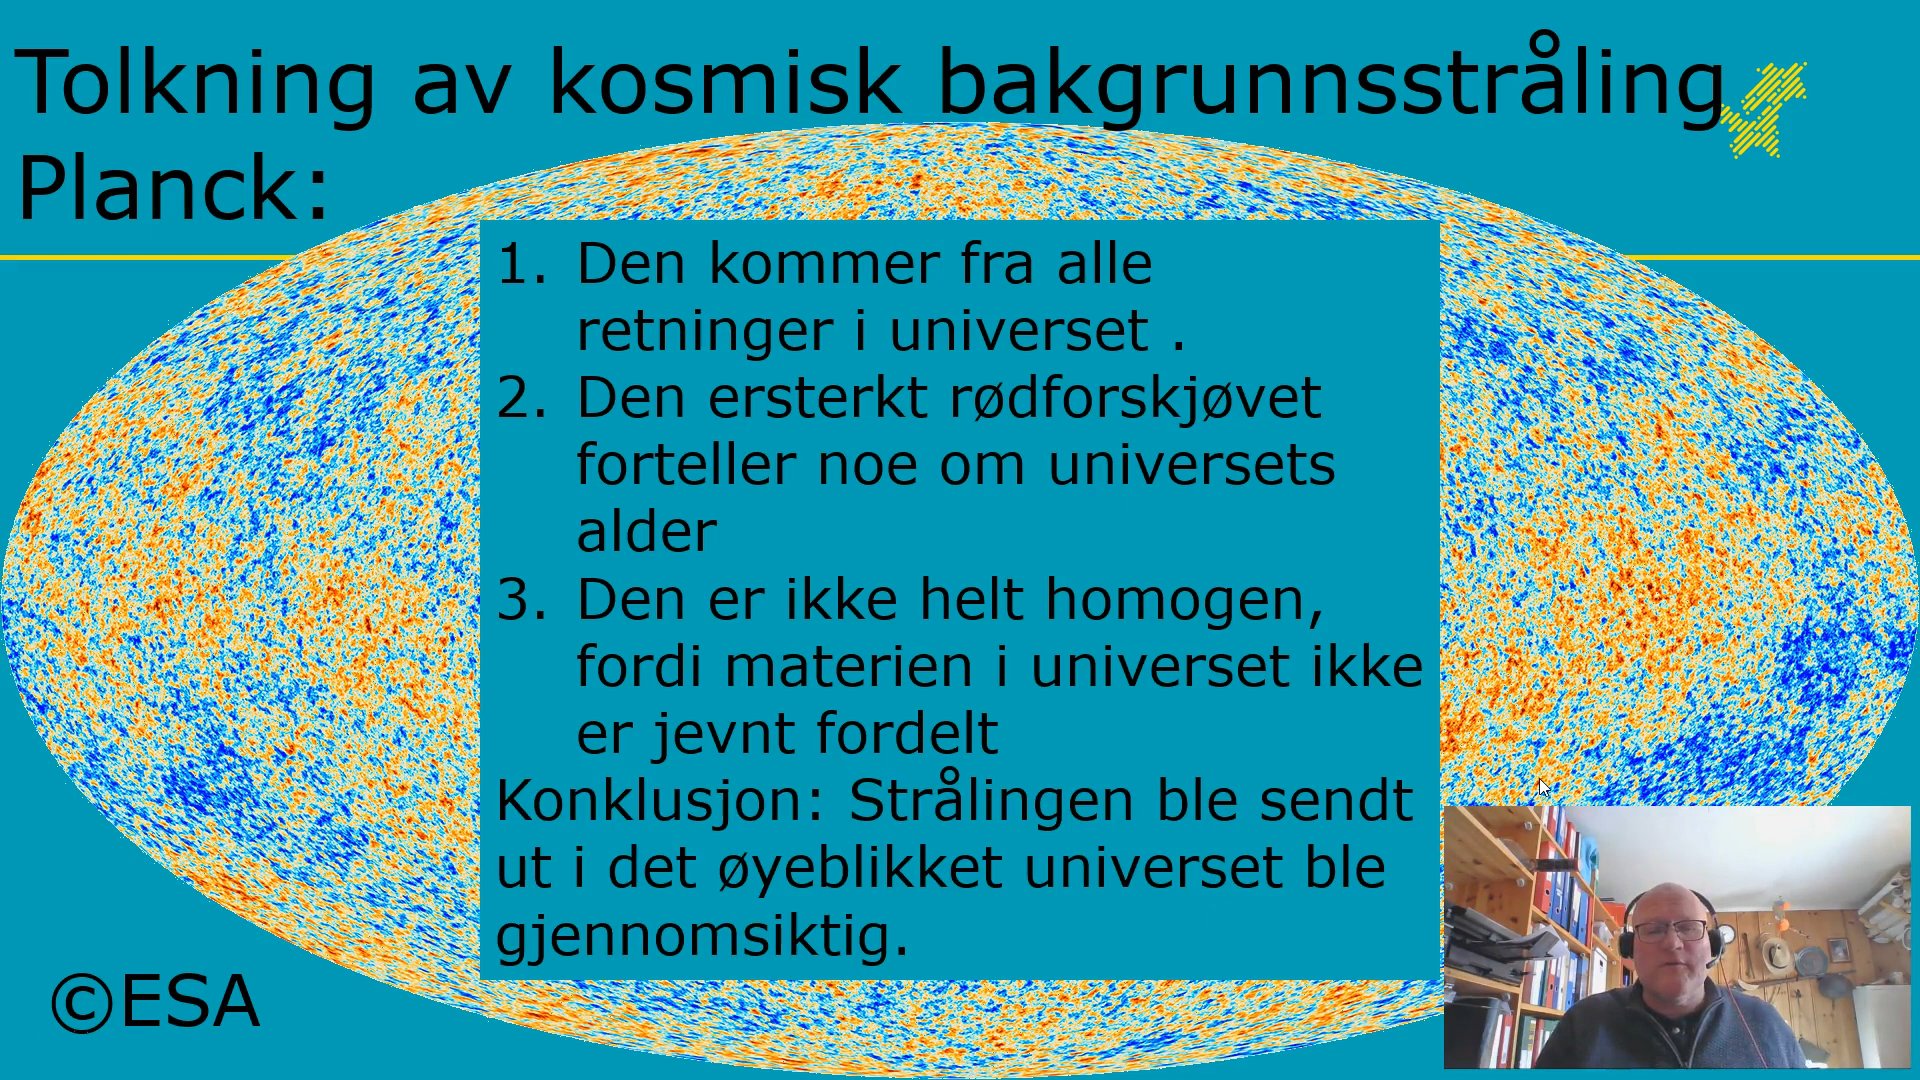 Tolkning av kosmisk bakgrunnsstråling
Planck:
1. Den kommer fra alle
retninger i universet .
2. Den ersterkt rødforskjøvet
forteller noe om universets
alder
3. Den er ikke helt homogen,
fordi materien i universet ikke
er jevnt fordelt
Konklusjon: Strålingen ble sendt
ut i det øyeblikket universet ble
gjennomsiktig.
©ESA